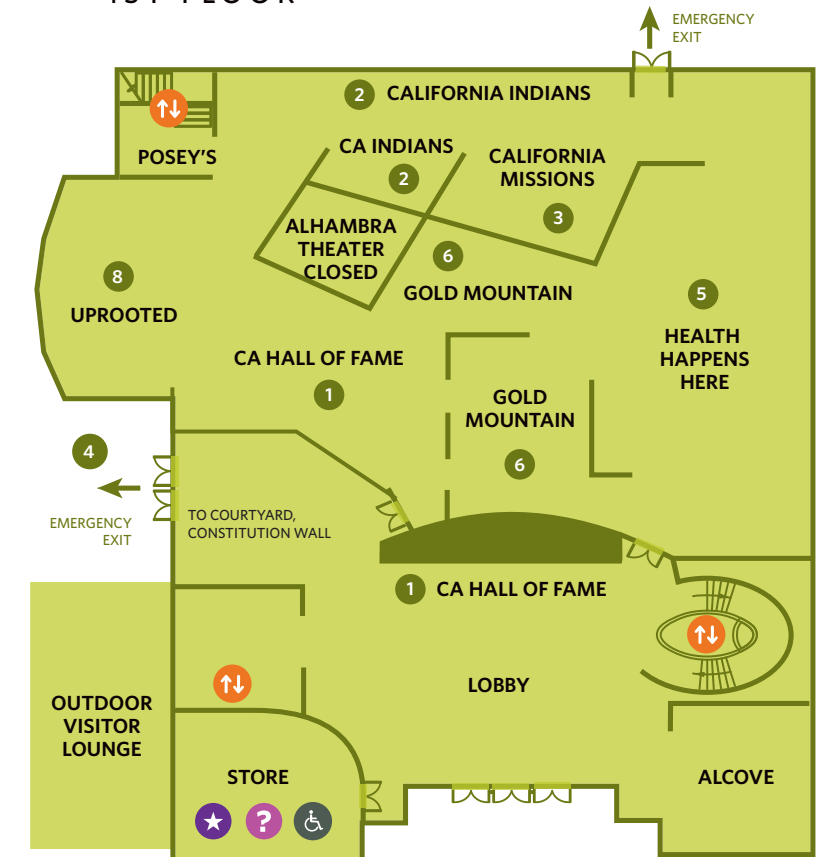 1ST FLOOR
EMERGENCY
EXIT
2 CALIFORNIA INDIANS
POSEY'S
CA INDIANS
2
CALIFORNIA
MISSIONS
3
ALHAMBRA
THEATER
CLOSED
6
GOLD MOUNTAIN
8
UPROOTED
5
HEALTH
HAPPENS
HERE
CA HALL OF FAME
1
GOLD
MOUNTAIN
6
4
EMERGENCY
EXIT
TO COURTYARD,
CONSTITUTION WALL
1 CA HALL OF FAME
LOBBY
OUTDOOR
VISITOR
LOUNGE
STORE
?
ALCOVE